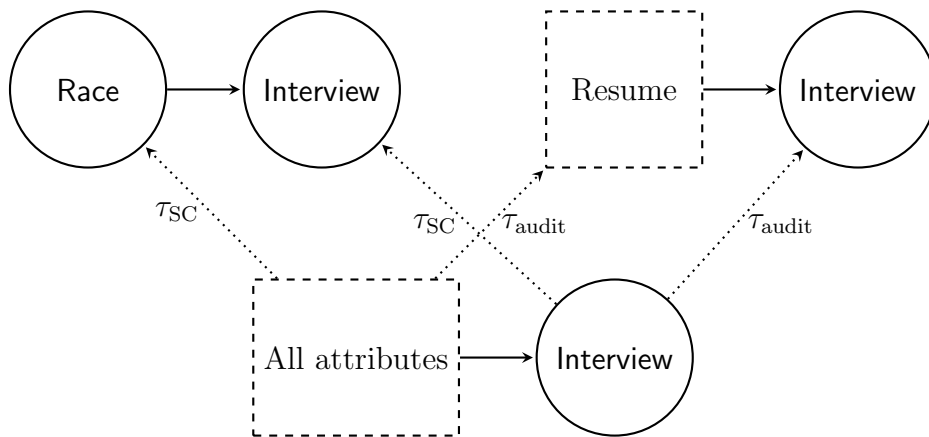 Race
Interview
Resume
Interview
τSC
τSC
τaudit
τaudit
All attributes
Interview